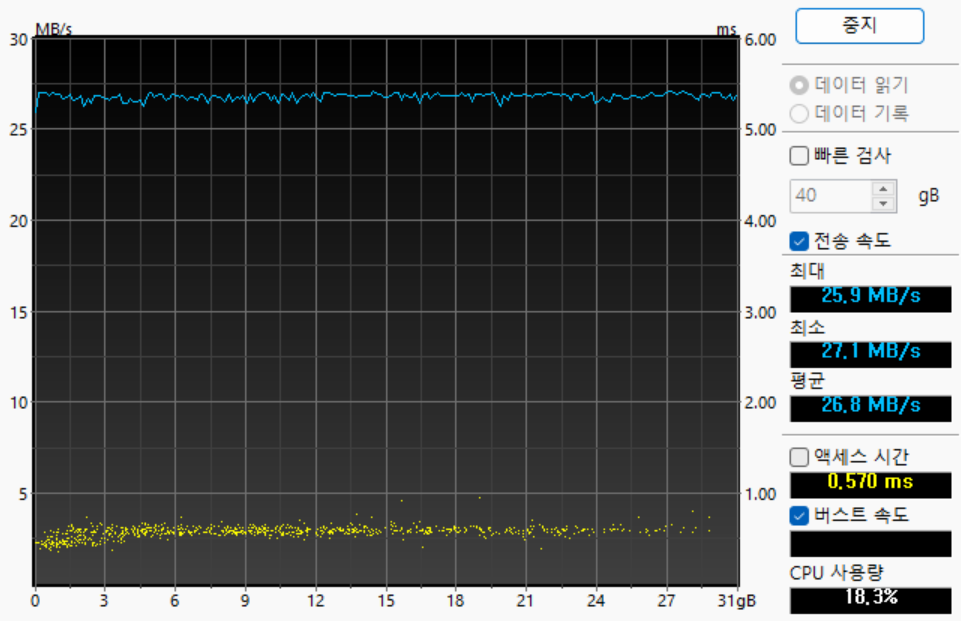 MB/s
ms
중지
30
25
20
15
10
5
6.00
5.00
4.00
3.00
2.00
1.00
0 3 6 9 12 15 18 21 24 27 31gB
데이터 읽기
데이터 기록
빠른 검사
40 gB
전송 속도
최대
25.9 MB/s
최소
27.1 MB/s
평균
26.8 MB/s
액세스 시간
0.570 ms
버스트 속도
CPU 사용량
18.3%